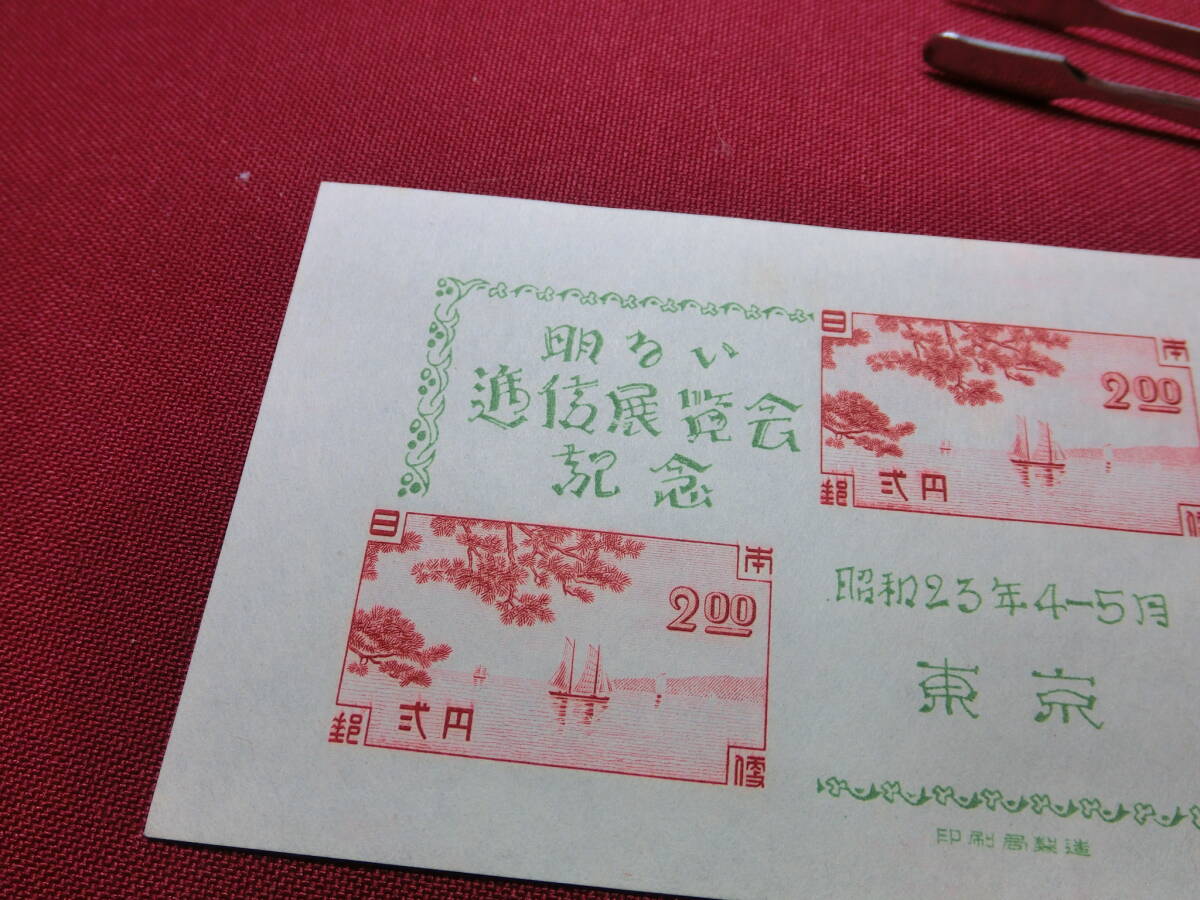 明るい
逓信展覧会
記念
日本
2.00
弐円
郵便
日本
2.00
弐円
郵便
昭和23年4-5月
東京
印刷局製造